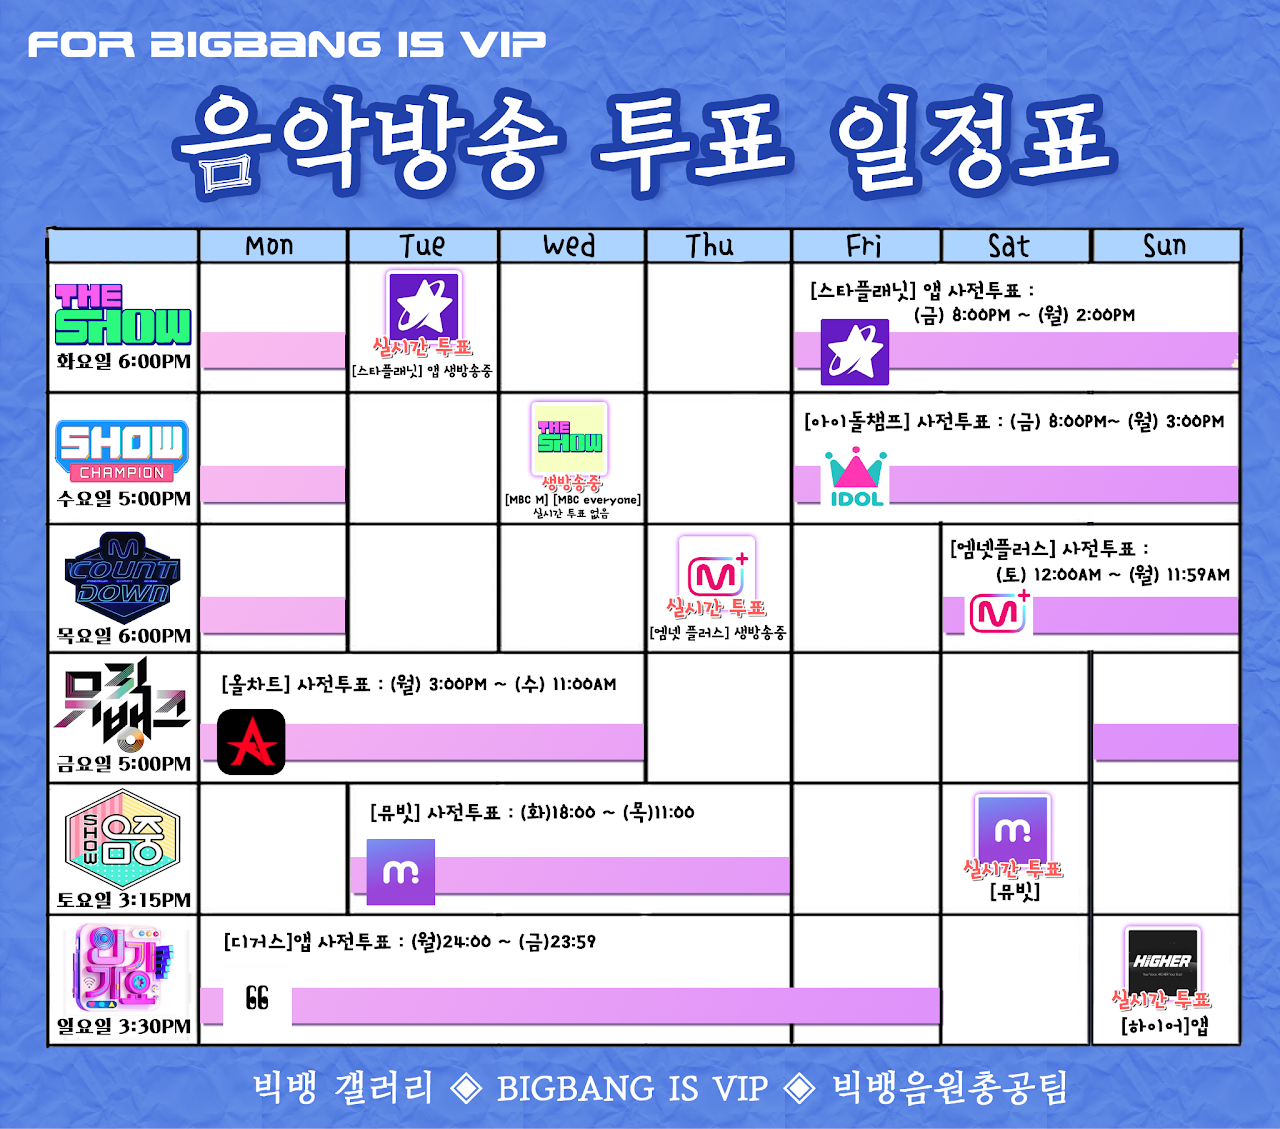 FOR BIGBANG IS VIP
음악방송 투표 일정표
Mon Tue Wed Thu Fri Sat Sun
THE SHOW
화요일 6:00PM
실시간 투표
[스타플래닛] 앱 생방송중
[스타플래닛] 앱 사전투표 :
(금) 8:00PM ~ (월) 2:00PM
SHOW
CHAMPION
수요일 5:00PM
THE SHOW
생방송중
[MBC M] [MBC everyone]
실시간 투표 없음
[아이돌챔프] 사전투표 : (금) 8:00PM~ (월) 3:00PM
IDOL
M
COUNT
DOWN
목요일 6:00PM
M+
실시간 투표
[엠넷 플러스] 생방송중
[엠넷플러스] 사전투표 :
(토) 12:00AM ~ (월) 11:59AM
M+
뮤직
뱅크
금요일 5:00PM
[올차트] 사전투표 : (월) 3:00PM ~ (수) 11:00AM
SHOW
음중
토요일 3:15PM
[뮤빗] 사전투표 : (화)18:00 ~ (목)11:00
m.
m.
실시간 투표
[뮤빗]
인기가요
일요일 3:30PM
[디거스]앱 사전투표 : (월)24:00 ~ (금)23:59
HIGHER
실시간 투표
[하이어]앱
빅뱅 갤러리 ◈ BIGBANG IS VIP ◈ 빅뱅음원총공팀